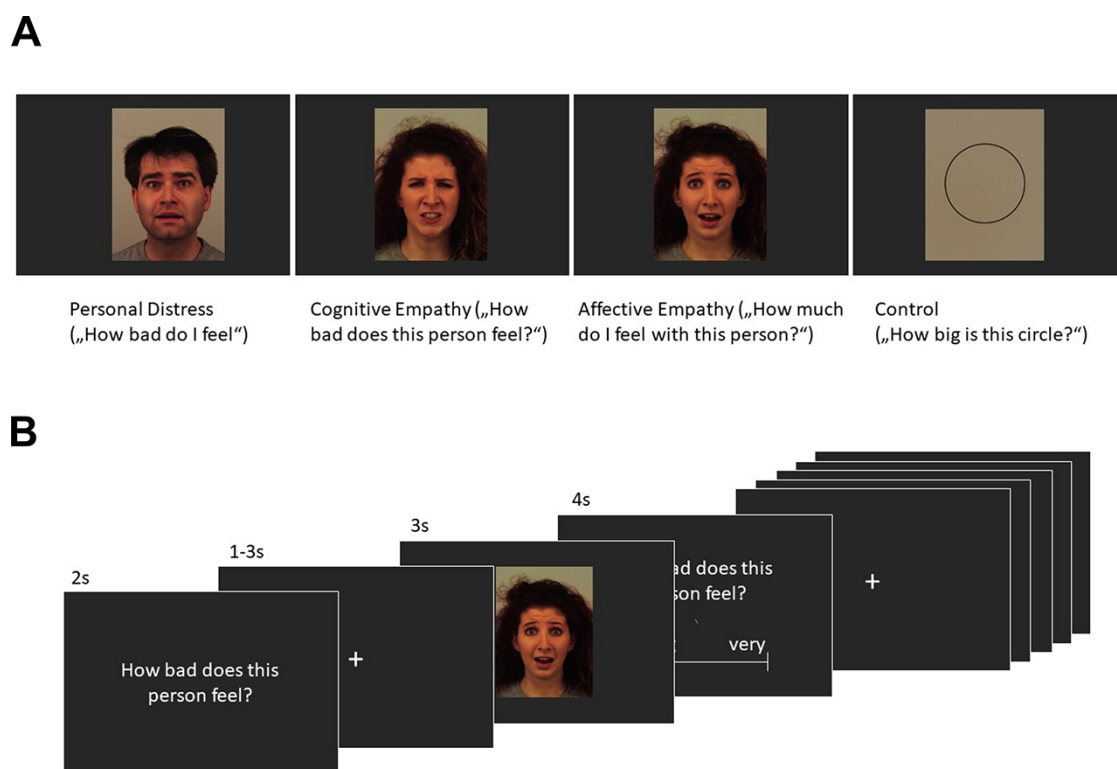 A
Personal Distress
(„How bad do I feel“)
Cognitive Empathy („How
bad does this person feel?“)
Affective Empathy („How much
do I feel with this person?“)
Control
(„How big is this circle?“)
B
2s
1-3s
3s
4s
How bad does this
person feel?
+
ad does this
son feel?
very
+